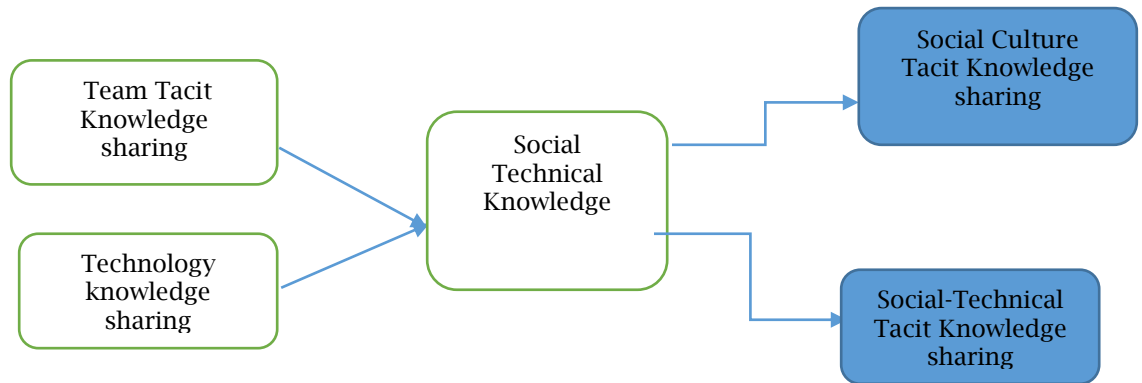 Team Tacit
Knowledge
sharing
Technology
knowledge
sharing
Social
Technical
Knowledge
Social Culture
Tacit Knowledge
sharing
Social-Technical
Tacit Knowledge
sharing